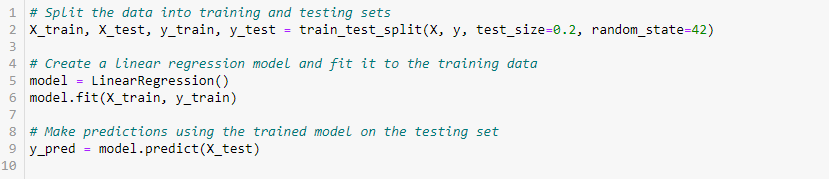 1 # Split the data into training and testing sets
2 X_train, X_test, y_train, y_test = train_test_split(X, y, test_size=0.2, random_state=42)
3
4 # Create a linear regression model and fit it to the training data
5 model = LinearRegression()
6 model.fit(X_train, y_train)
7
8 # Make predictions using the trained model on the testing set
9 y_pred = model.predict(X_test)
10